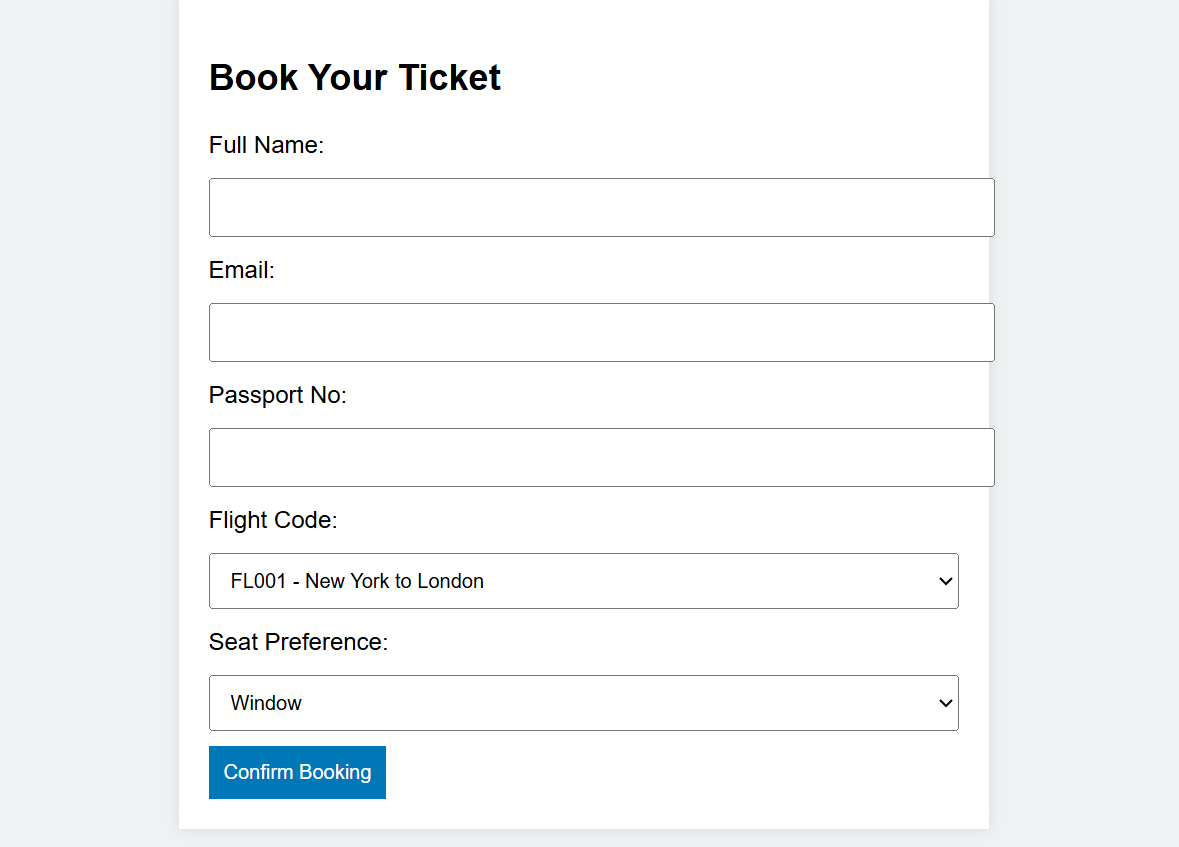 Book Your Ticket
Full Name:
Email:
Passport No:
Flight Code:
FL001 - New York to London
Seat Preference:
Window
Confirm Booking